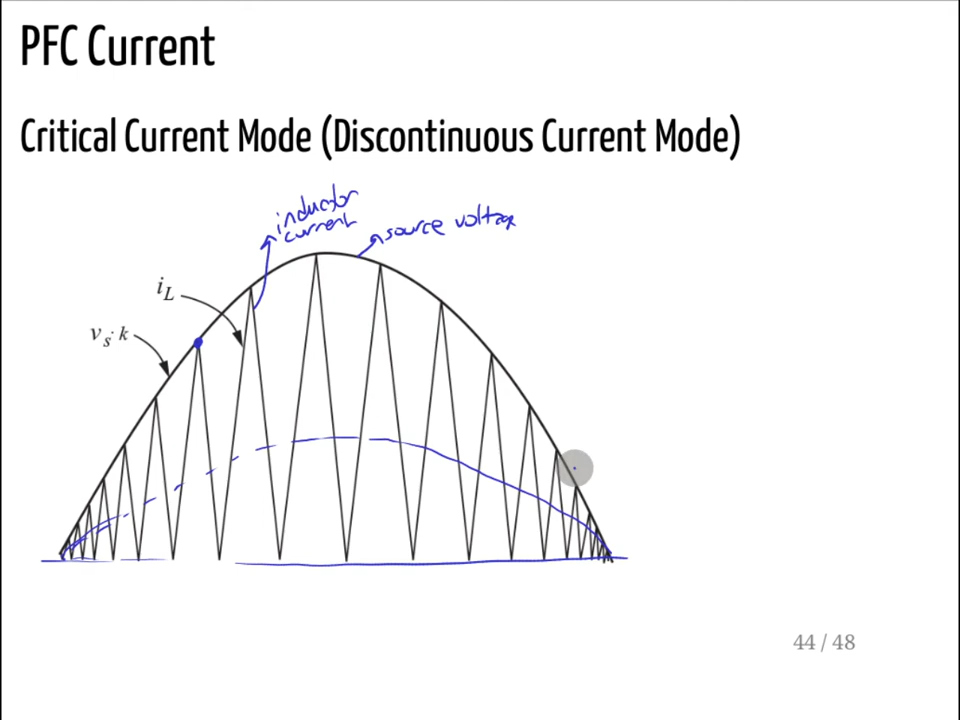 PFC Current
Critical Current Mode (Discontinuous Current Mode)
inductor
current
source voltage
i_L
v_s·k
44 / 48